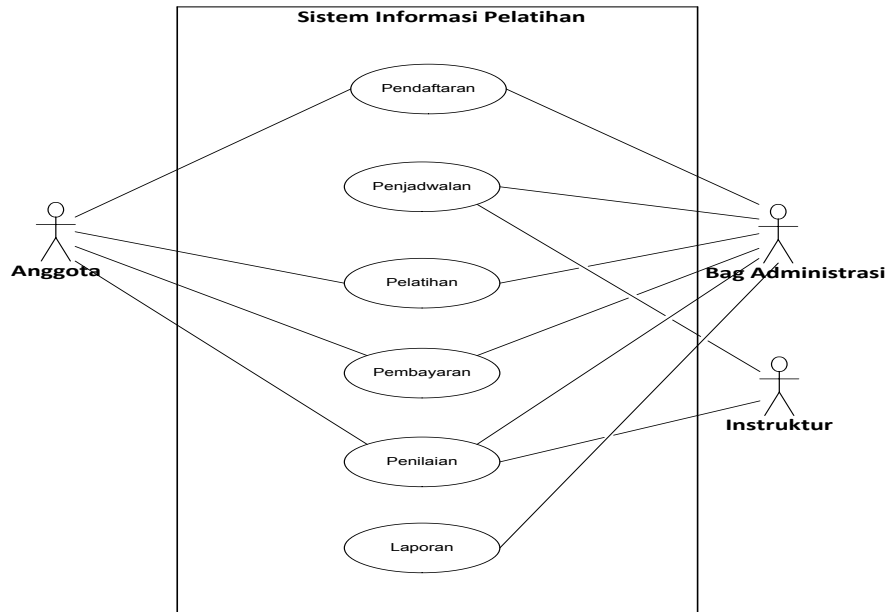 Sistem Informasi Pelatihan
Pendaftaran
Penjadwalan
Anggota
Pelatihan
Bag Administrasi
Pembayaran
Instruktur
Penilaian
Laporan